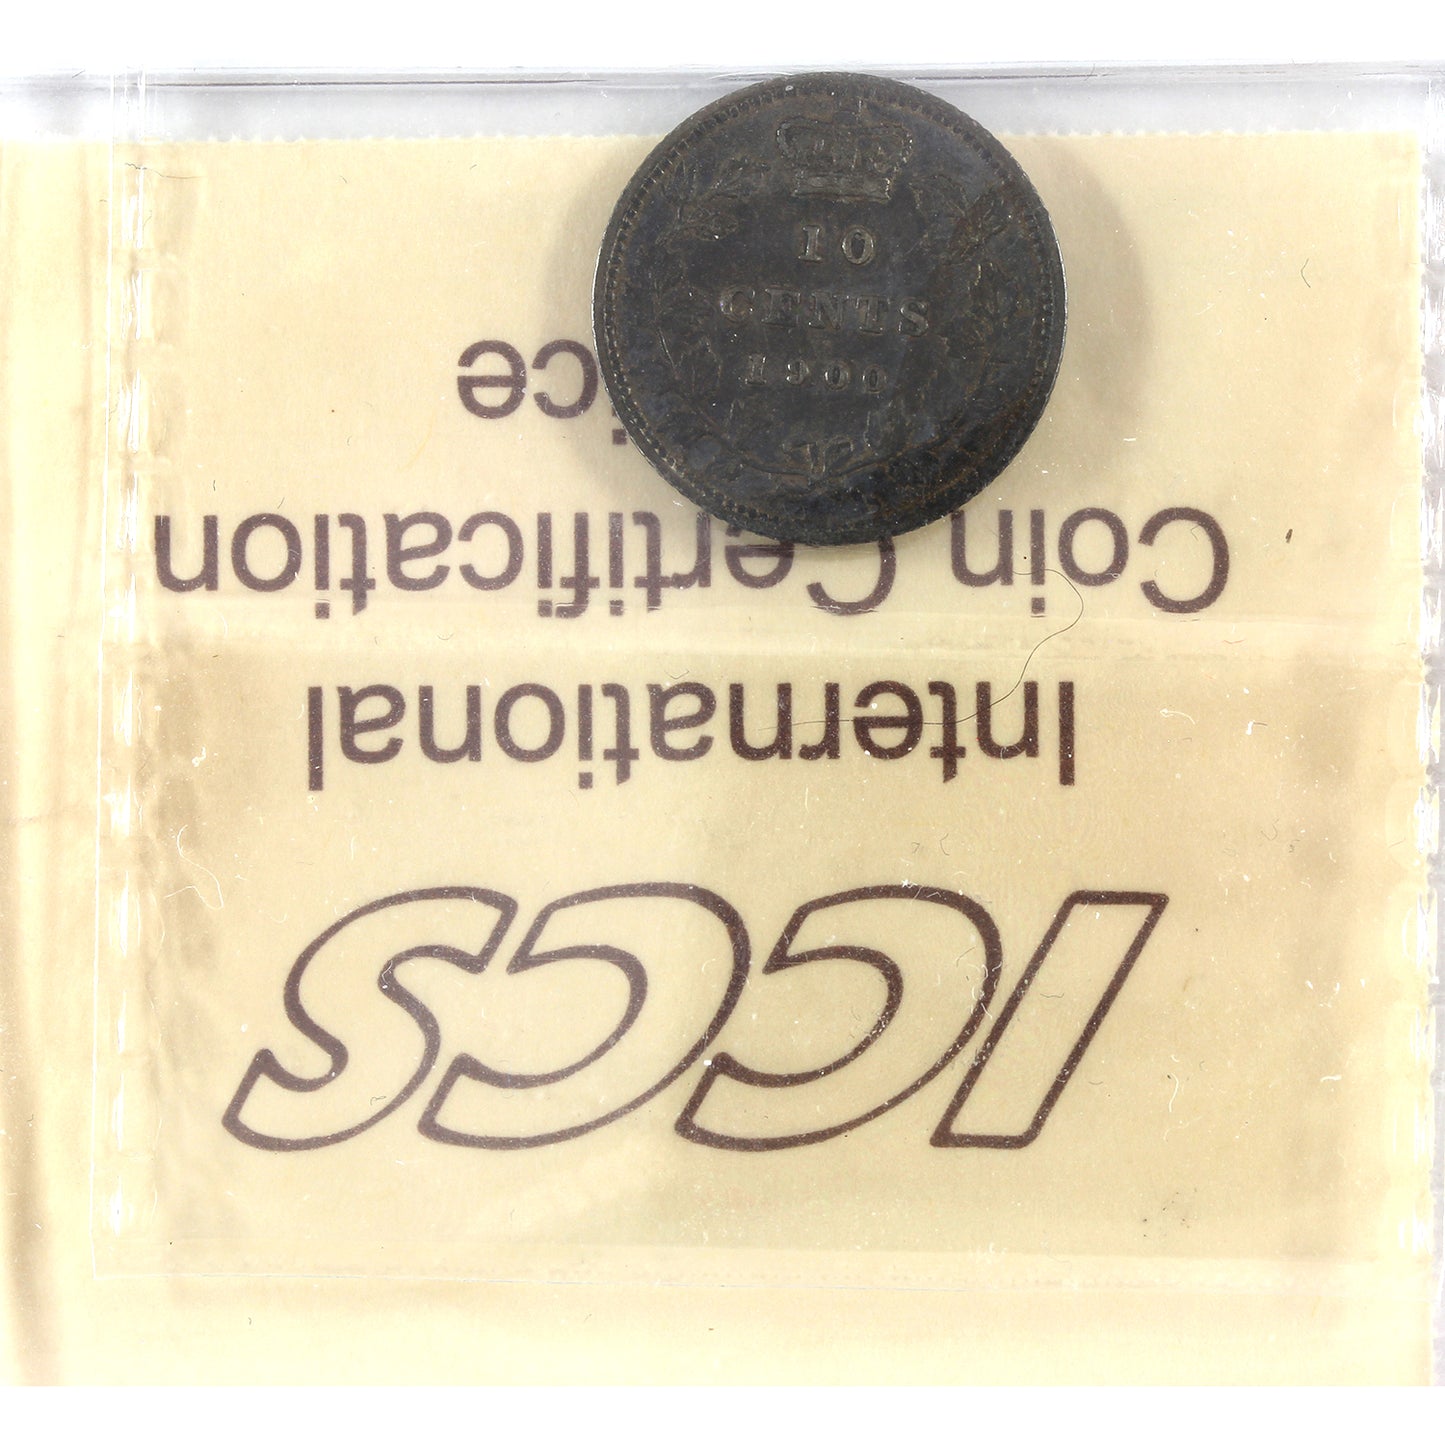 10
CENTS
1900
ICCS
International
Coin Certification